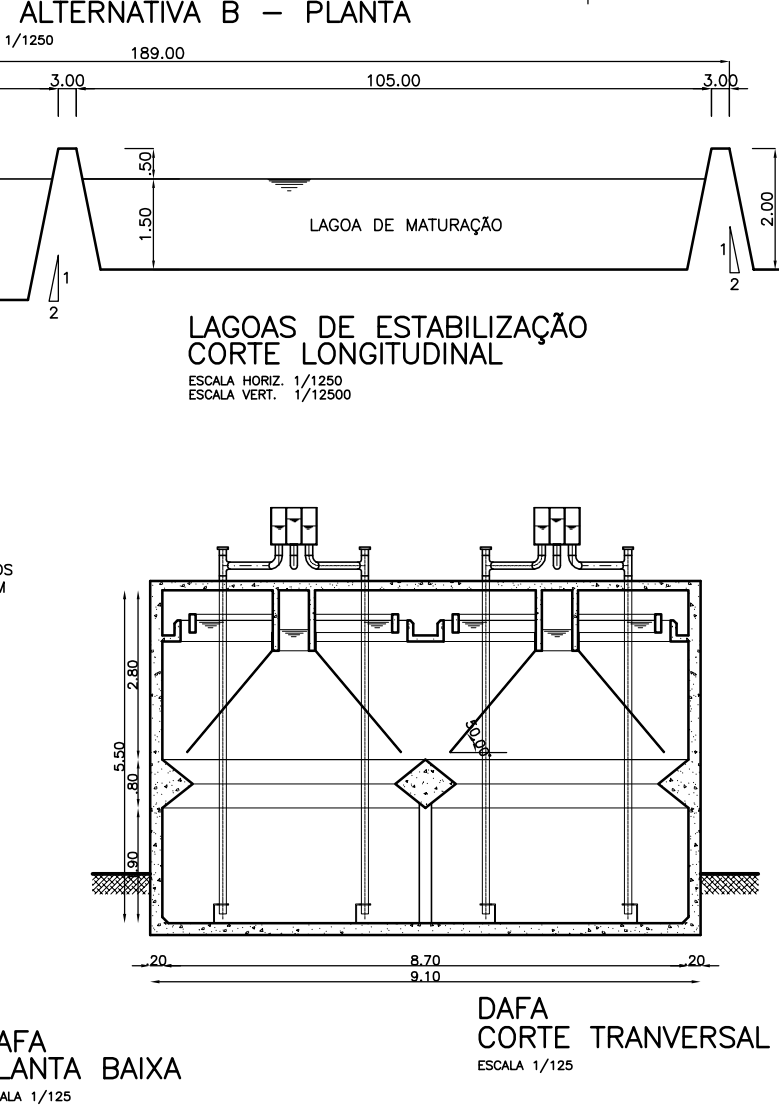 ALTERNATIVA B – PLANTA
1/1250
189.00
3.00
105.00
3.00
.50
1.50
2.00
LAGOA DE MATURAÇÃO
1
2
1
2
LAGOAS DE ESTABILIZAÇÃO
CORTE LONGITUDINAL
ESCALA HORIZ. 1/1250
ESCALA VERT. 1/12500
OS
M
2.80
5.50
.80
.90
50.00°
.20
8.70
.20
9.10
DAFA
CORTE TRANVERSAL
ESCALA 1/125
AFA
LANTA BAIXA
ALA 1/125